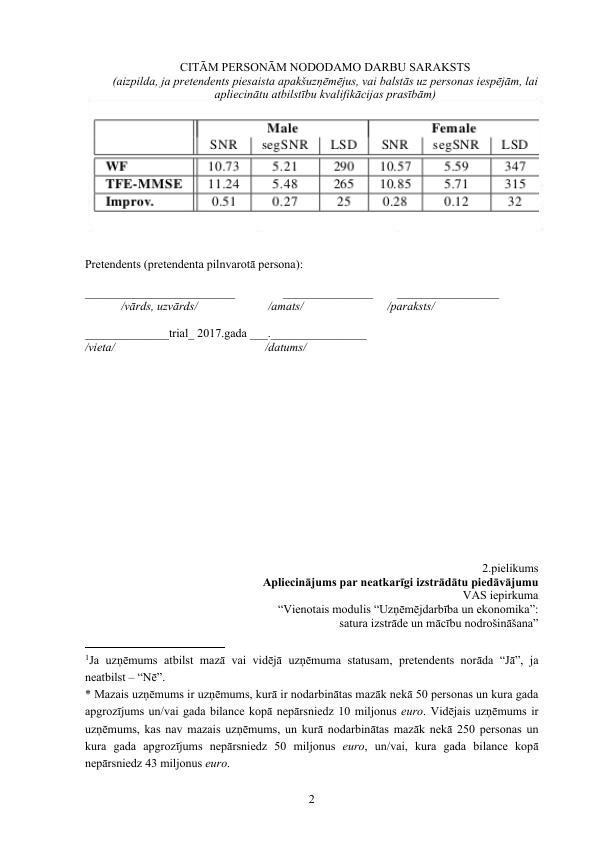 CITĀM PERSONĀM NODODAMO DARBU SARAKSTS
(aizpilda, ja pretendents piesaista apakšuzņēmējus, vai balstās uz personas iespējām, lai
apliecinātu atbilstību kvalifikācijas prasībām)
Male Female
SNR segSNR LSD SNR segSNR LSD
WF 10.73 5.21 290 10.57 5.59 347
TFE-MMSE 11.24 5.48 265 10.85 5.71 315
Improv. 0.51 0.27 25 0.28 0.12 32
Pretendents (pretendenta pilnvarotā persona):
_________________________ _______________ _________________
/vārds, uzvārds/ /amats/ /paraksts/
______________trial_ 2017.gada ___.________________
/vieta/ /datums/
2.pielikums
Apliecinājums par neatkarīgi izstrādātu piedāvājumu
VAS iepirkuma
“Vienotais modulis “Uzņēmējdarbība un ekonomika”:
satura izstrāde un mācību nodrošināšana”
1Ja uzņēmums atbilst mazā vai vidējā uzņēmuma statusam, pretendents norāda “Jā”, ja
neatbilst – “Nē”.
* Mazais uzņēmums ir uzņēmums, kurā ir nodarbinātas mazāk nekā 50 personas un kura gada
apgrozījums un/vai gada bilance kopā nepārsniedz 10 miljonus euro. Vidējais uzņēmums ir
uzņēmums, kas nav mazais uzņēmums, un kurā nodarbinātas mazāk nekā 250 personas un
kura gada apgrozījums nepārsniedz 50 miljonus euro, un/vai, kura gada bilance kopā
nepārsniedz 43 miljonus euro.
2